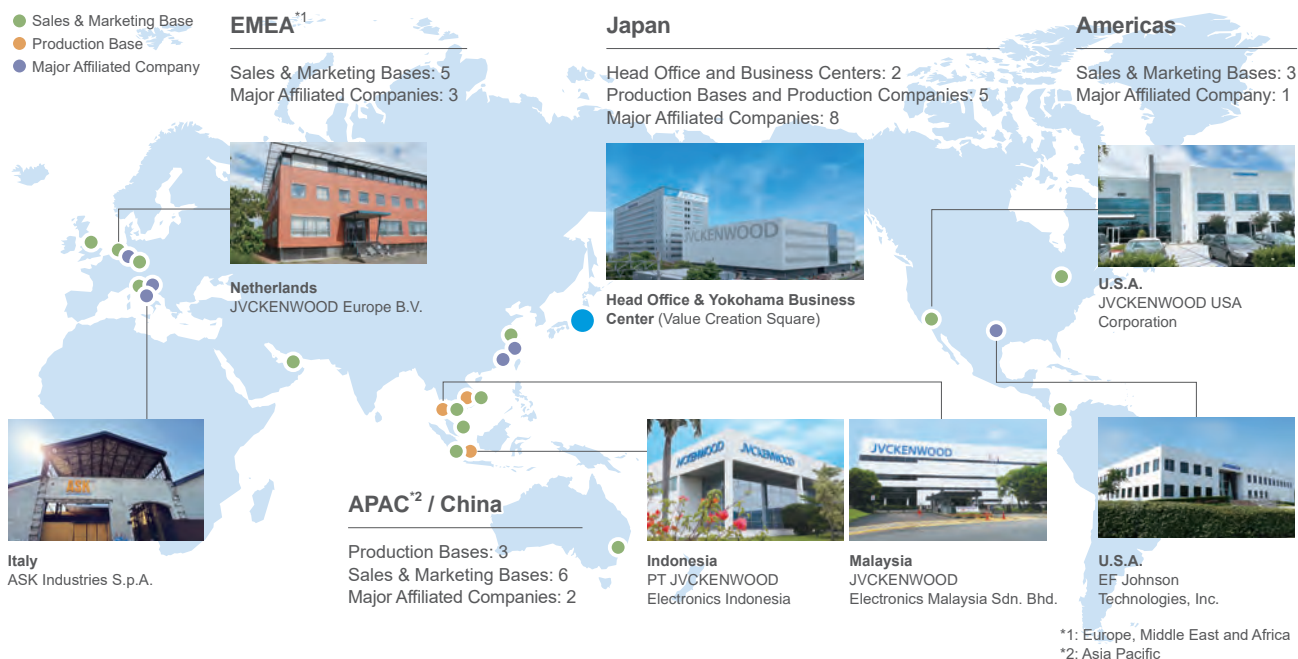 Sales & Marketing Base
Production Base
Major Affiliated Company
EMEA*1
Sales & Marketing Bases: 5
Major Affiliated Companies: 3
Japan
Head Office and Business Centers: 2
Production Bases and Production Companies: 5
Major Affiliated Companies: 8
Americas
Sales & Marketing Bases: 3
Major Affiliated Company: 1
JVCKENWOOD
Netherlands
JVCKENWOOD Europe B.V.
Head Office & Yokohama Business
Center (Value Creation Square)
U.S.A.
JVCKENWOOD USA
Corporation
ASK
Italy
ASK Industries S.p.A.
APAC*2 / China
Production Bases: 3
Sales & Marketing Bases: 6
Major Affiliated Companies: 2
JVCKENWOOD
JVCKENWOOD
Indonesia
PT JVCKENWOOD
Electronics Indonesia
JVCKENWOOD
Malaysia
JVCKENWOOD
Electronics Malaysia Sdn. Bhd.
U.S.A.
EF Johnson
Technologies, Inc.
*1: Europe, Middle East and Africa
*2: Asia Pacific